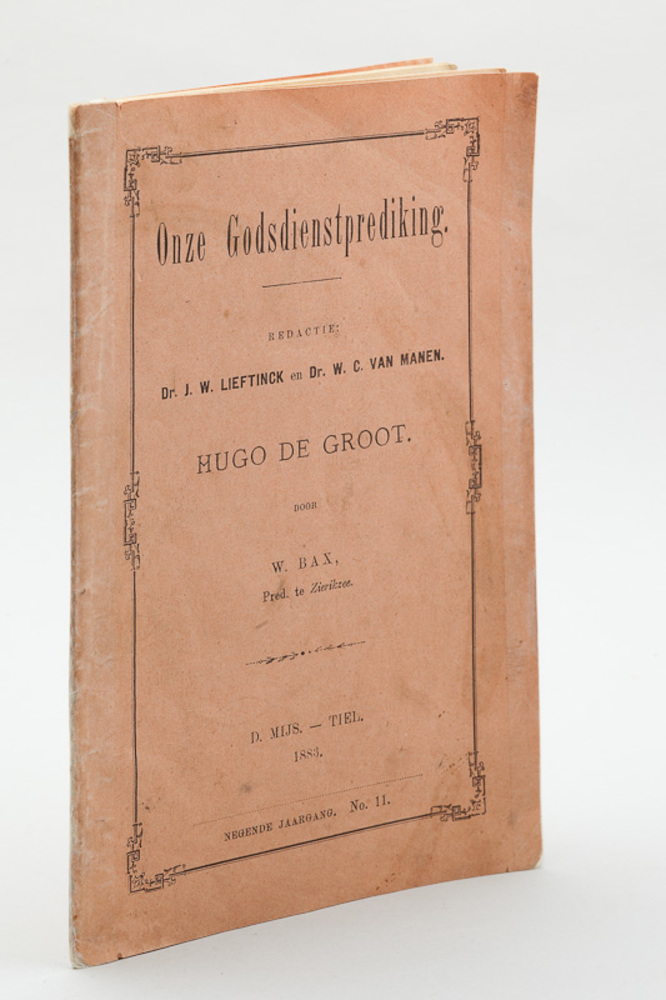 Onze Godsdienstprediking.
REDACTIE:
Dr. J. W. LIEFTINCK en Dr. W. C. VAN MANEN.
HUGO DE GROOT.
DOOR
W. BAX,
Pred. te Zierikzee.
D. MIJS. — TIEL.
1883.
NEGENDE JAARGANG. No. 11.